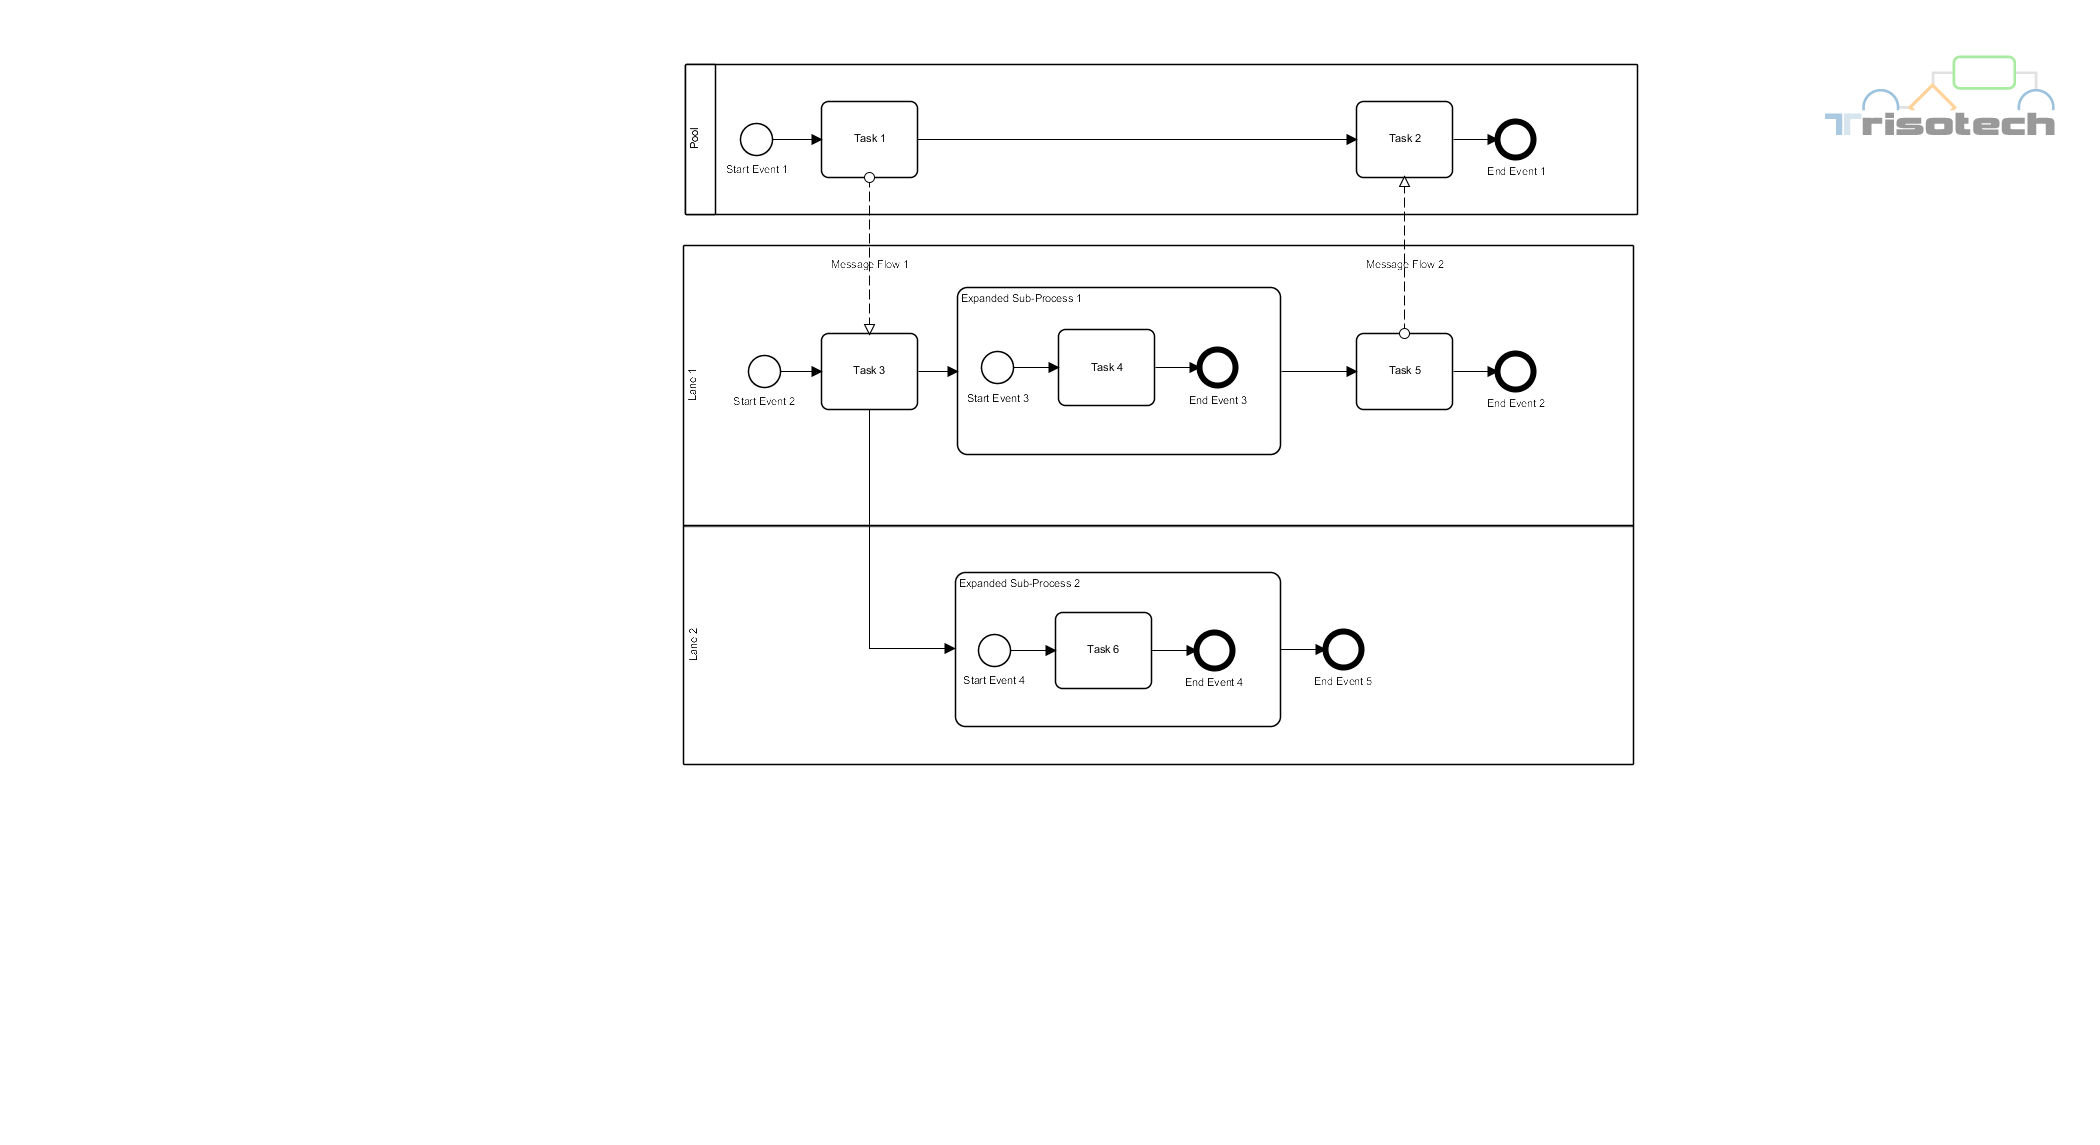 Trisotech
Pool
Task 1
Task 2
Start Event 1
End Event 1
Message Flow 1
Message Flow 2
Expanded Sub-Process 1
Lane 1
Task 3
Task 4
Task 5
Start Event 2
Start Event 3
End Event 3
End Event 2
Lane 2
Expanded Sub-Process 2
Task 6
Start Event 4
End Event 4
End Event 5